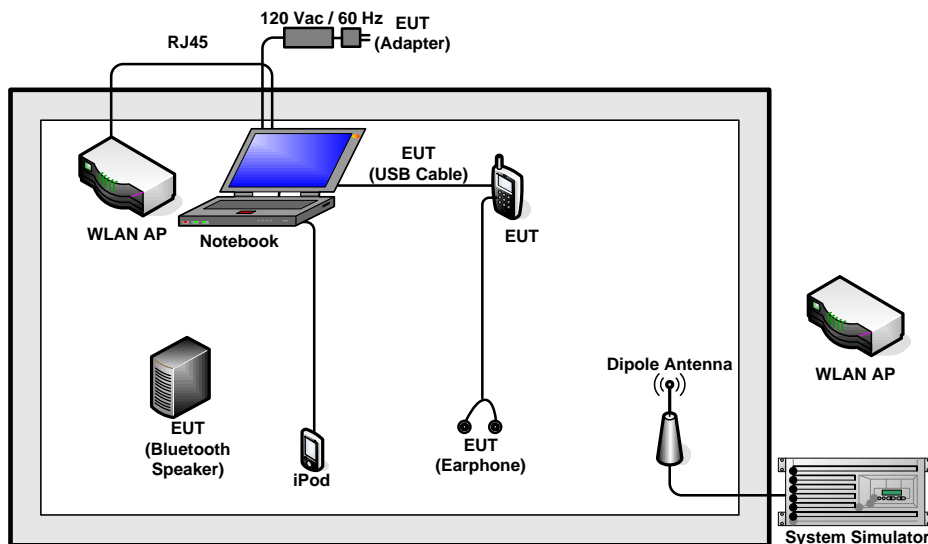 120 Vac / 60 Hz
EUT
(Adapter)
RJ45
EUT
(USB Cable)
WLAN AP
Notebook
EUT
WLAN AP
Dipole Antenna
EUT
(Bluetooth
Speaker)
iPod
EUT
(Earphone)
System Simulator